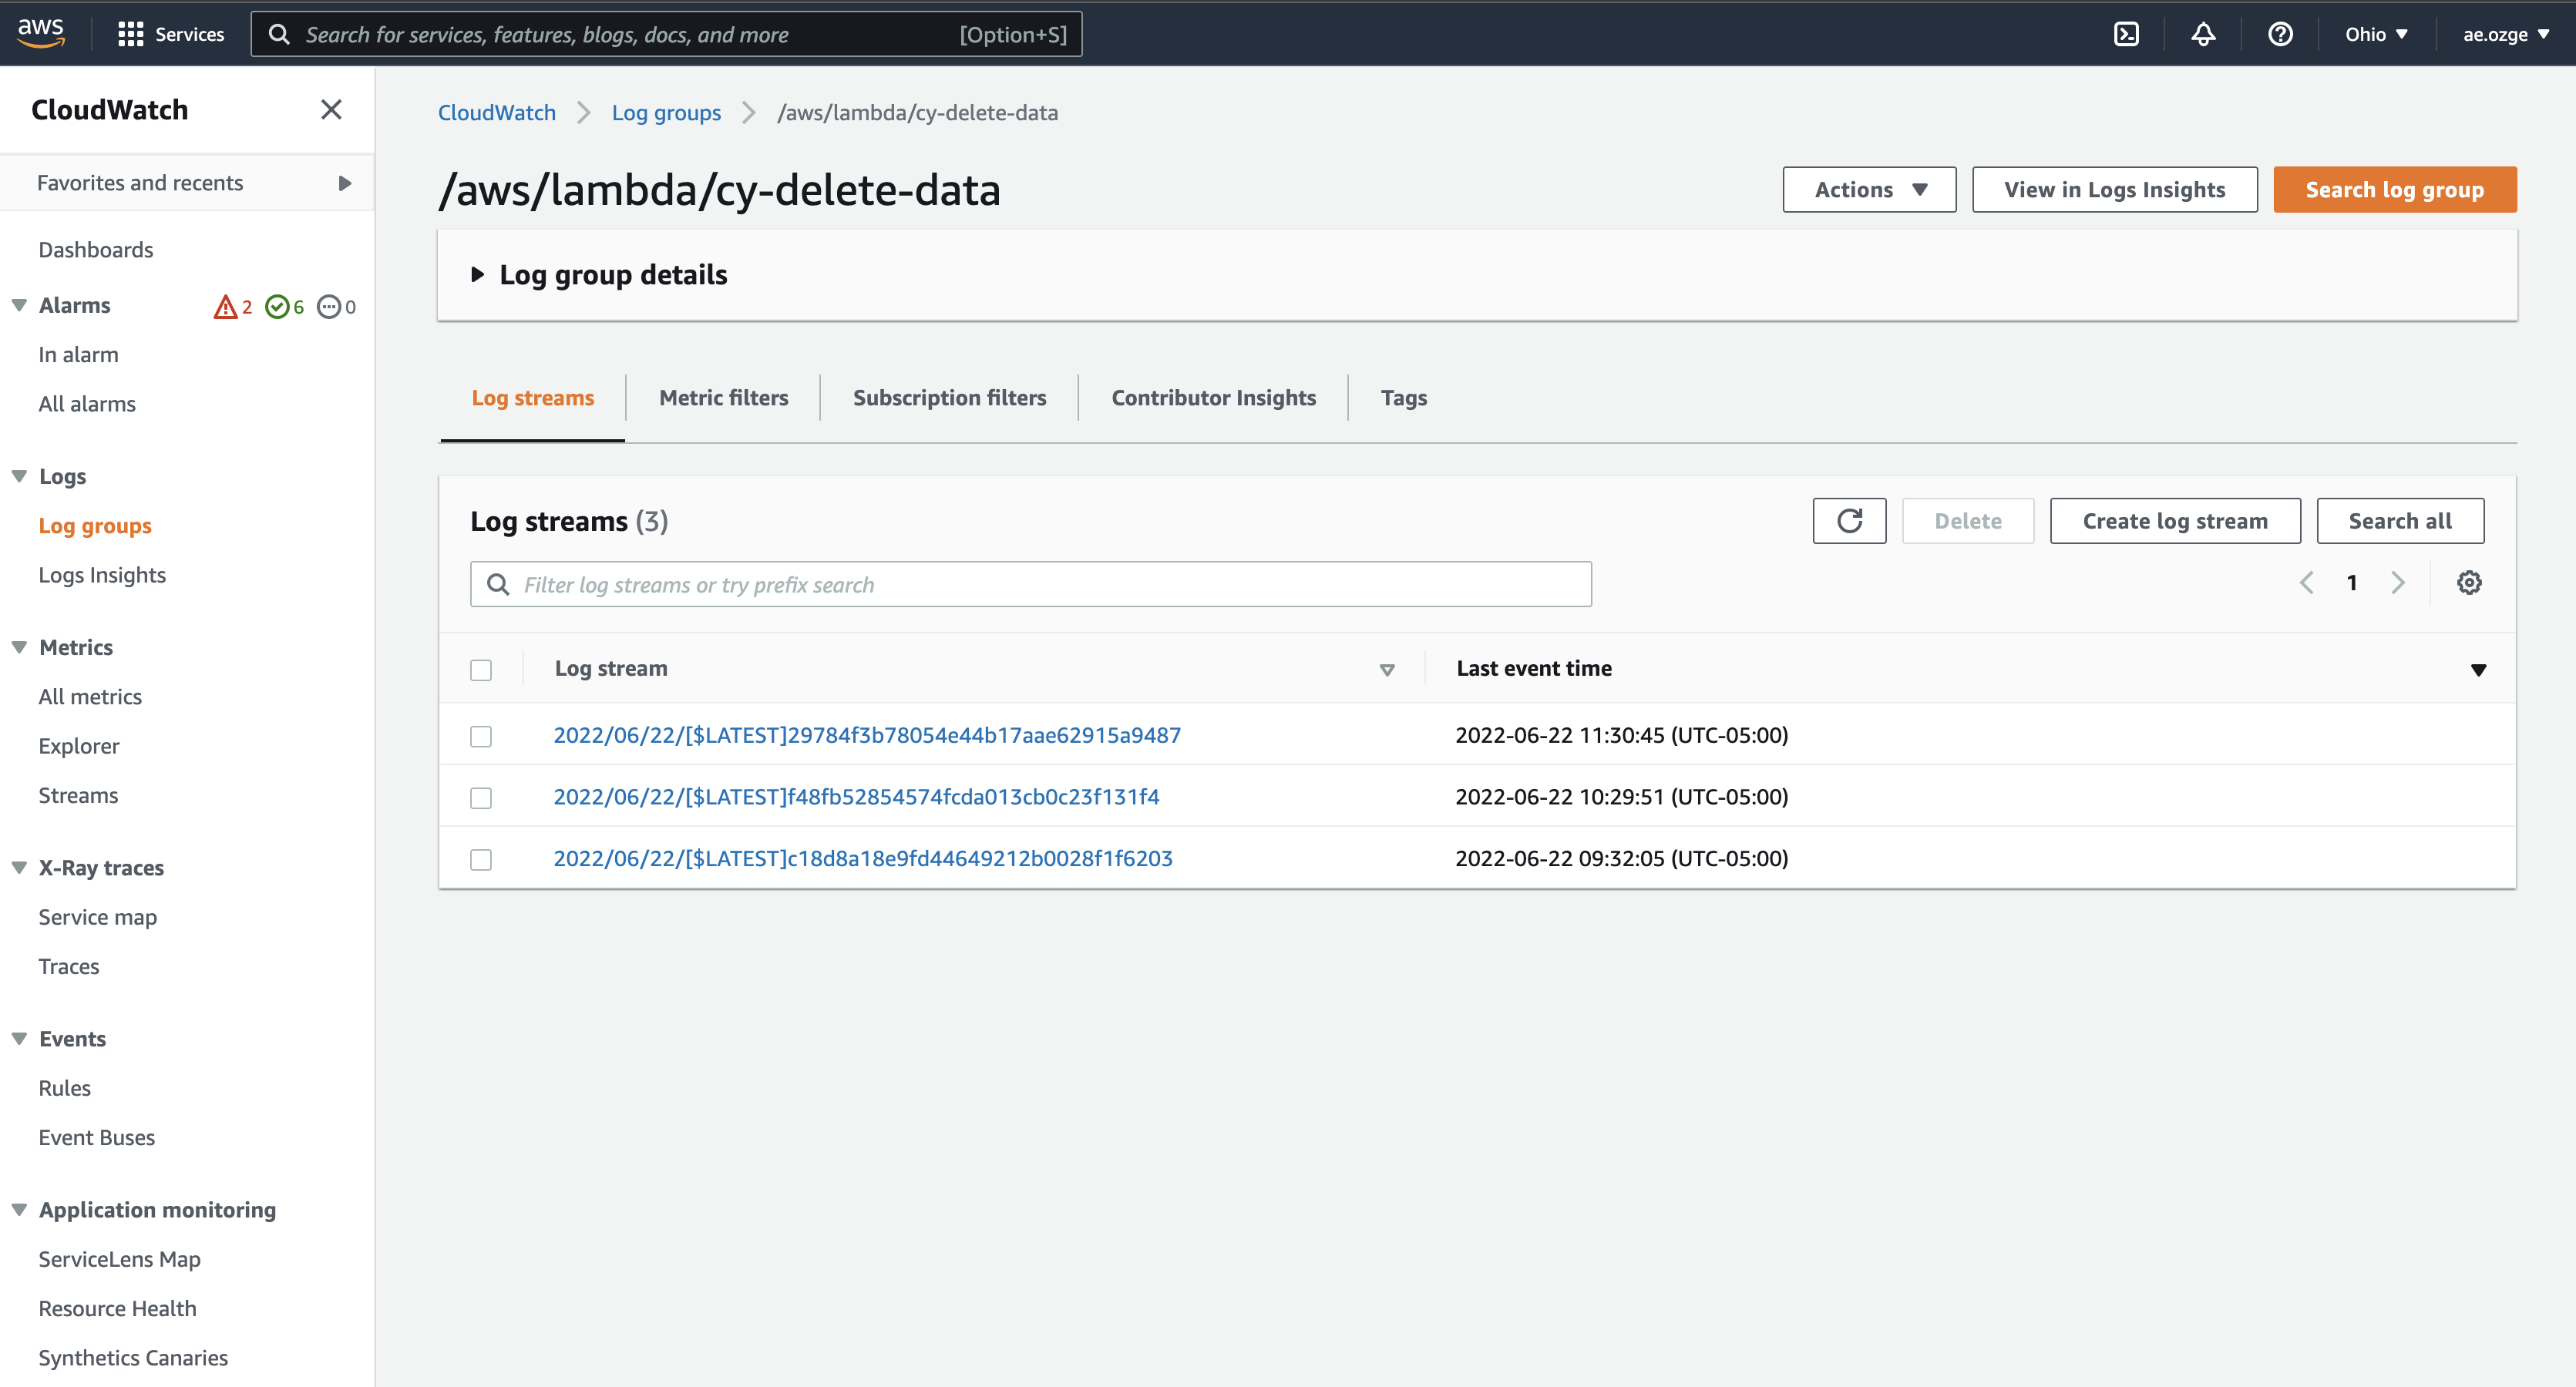 aws
Services
Search for services, features, blogs, docs, and more [Option+S]
Ohio
ae.ozge
CloudWatch
Favorites and recents
Dashboards
Alarms 2 6 0
In alarm
All alarms
Logs
Log groups
Logs Insights
Metrics
All metrics
Explorer
Streams
X-Ray traces
Service map
Traces
Events
Rules
Event Buses
Application monitoring
ServiceLens Map
Resource Health
Synthetics Canaries
CloudWatch Log groups /aws/lambda/cy-delete-data
/aws/lambda/cy-delete-data
Actions View in Logs Insights Search log group
Log group details
Log streams Metric filters Subscription filters Contributor Insights Tags
Log streams (3)
Delete Create log stream Search all
Filter log streams or try prefix search
1
Log stream Last event time
2022/06/22/[$LATEST]29784f3b78054e44b17aae62915a9487 2022-06-22 11:30:45 (UTC-05:00)
2022/06/22/[$LATEST]f48fb52854574fcda013cb0c23f131f4 2022-06-22 10:29:51 (UTC-05:00)
2022/06/22/[$LATEST]c18d8a18e9fd44649212b0028f1f6203 2022-06-22 09:32:05 (UTC-05:00)